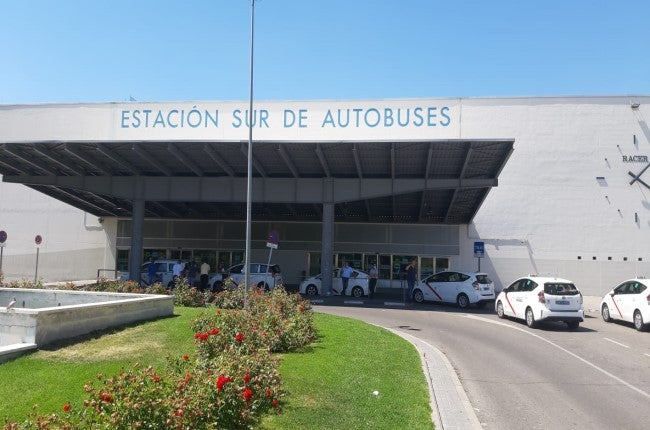 ESTACIÓN SUR DE AUTOBUSES
RACER